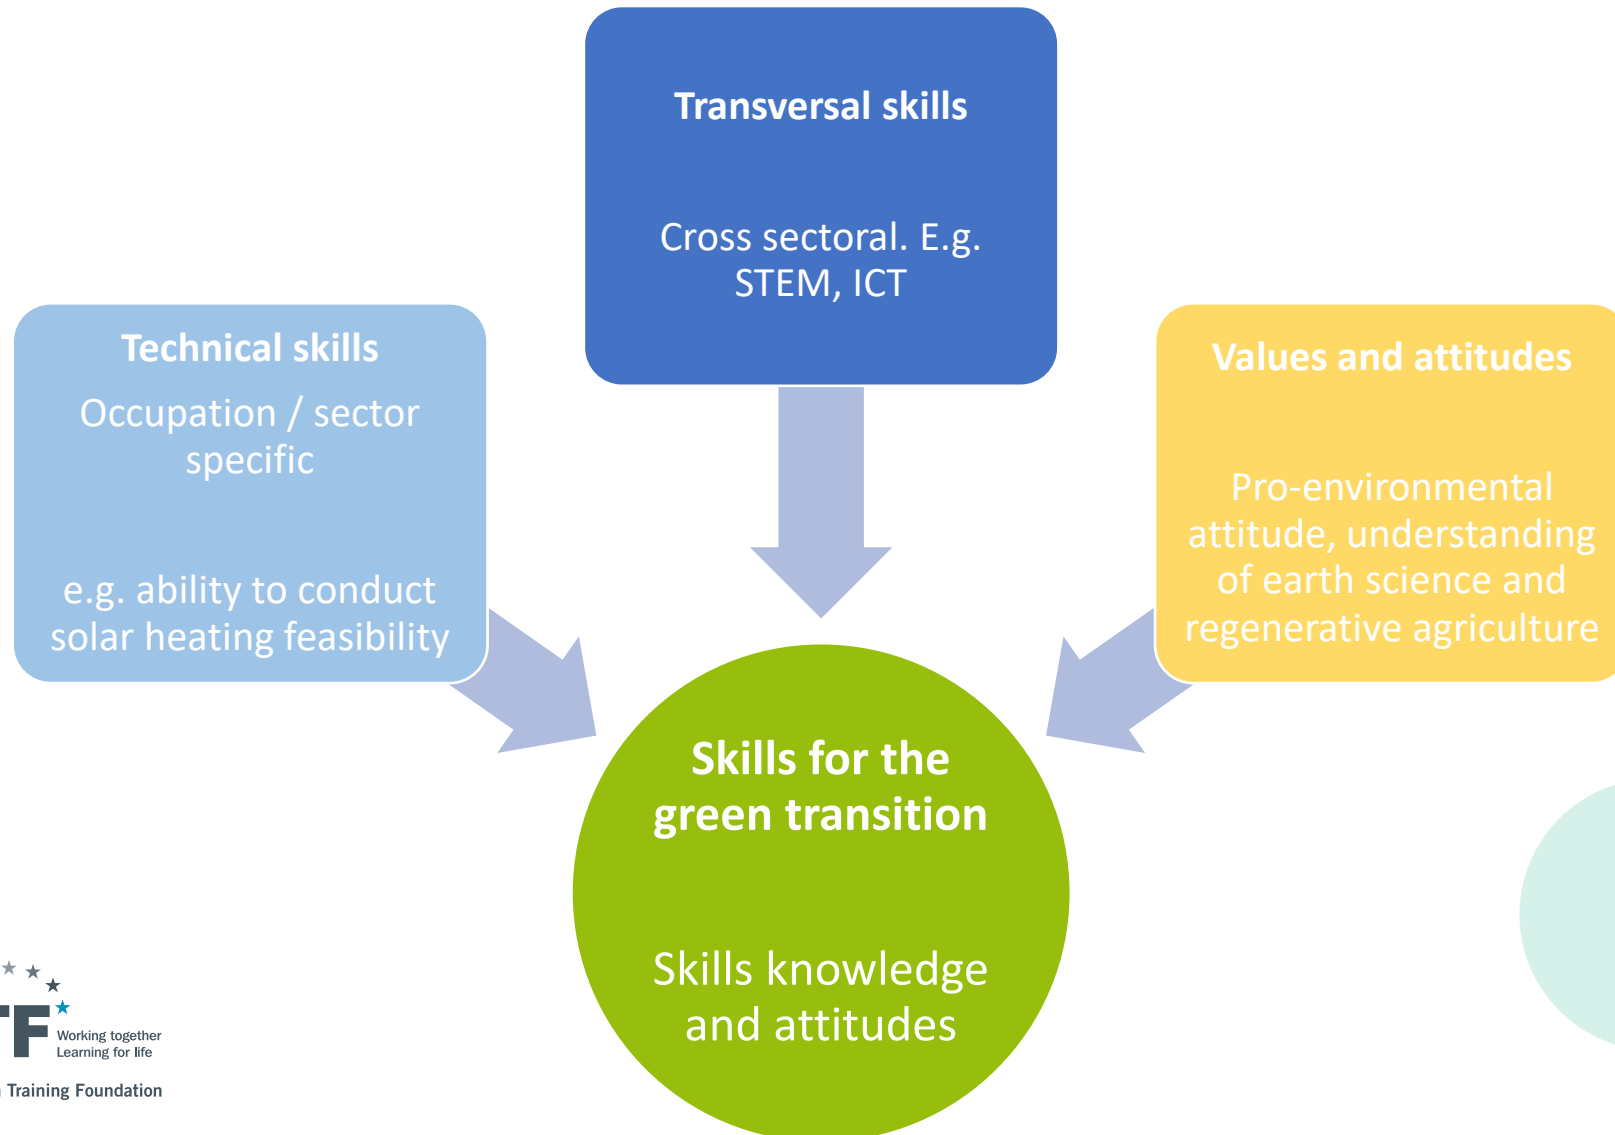 Transversal skills
Cross sectoral. E.g.
STEM, ICT
Technical skills
Occupation / sector
specific
e.g. ability to conduct
solar heating feasibility
Values and attitudes
Pro-environmental
attitude, understanding
of earth science and
regenerative agriculture
Skills for the
green transition
Skills knowledge
and attitudes
Working together
Learning for life
Training Foundation